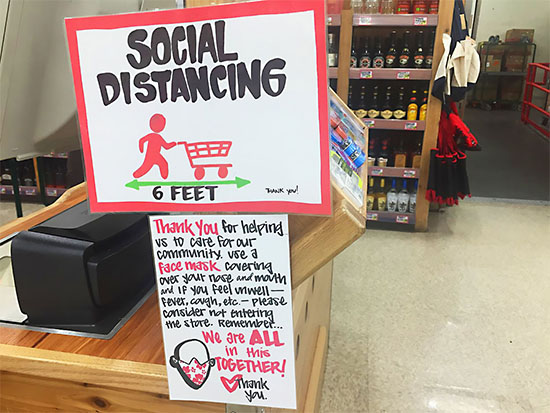 SOCIAL
DISTANCING
6 FEET
THANK YOU!
Thank you for helping
us to care for our
community. Use a
face mask covering
over your nose and mouth
and if you feel unwell —
fever, cough, etc. — please
consider not entering
the store. Remember...
We are ALL
in this
TOGETHER!
Thank
you.